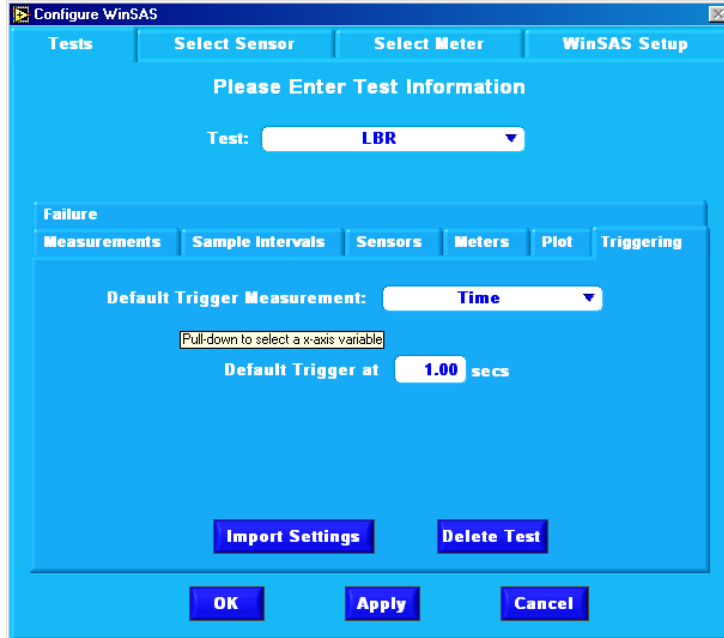 Configure WinSAS
Tests Select Sensor Select Meter WinSAS Setup
Please Enter Test Information
Test: LBR
Failure
Measurements Sample Intervals Sensors Meters Plot Triggering
Default Trigger Measurement: Time
Pull-down to select a x-axis variable
Default Trigger at 1.00 secs
Import Settings Delete Test
OK Apply Cancel